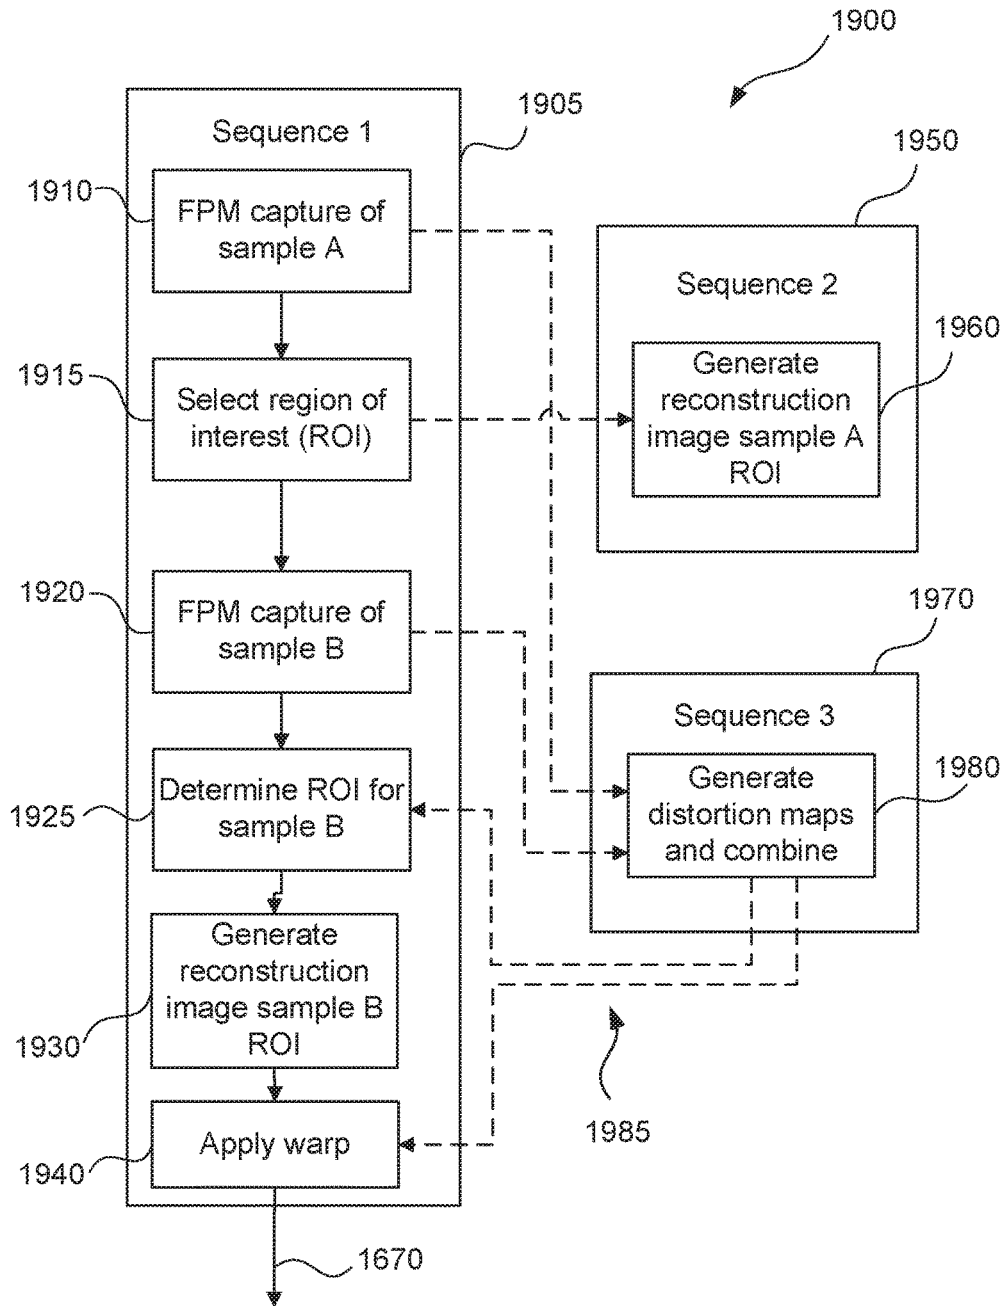 1900
1905
Sequence 1
1910
FPM capture of
sample A
1915
Select region of
interest (ROI)
1920
FPM capture of
sample B
1925
Determine ROI for
sample B
1930
Generate
reconstruction
image sample B
ROI
1940
Apply warp
1670
1950
Sequence 2
1960
Generate
reconstruction
image sample A
ROI
1970
Sequence 3
1980
Generate
distortion maps
and combine
1985